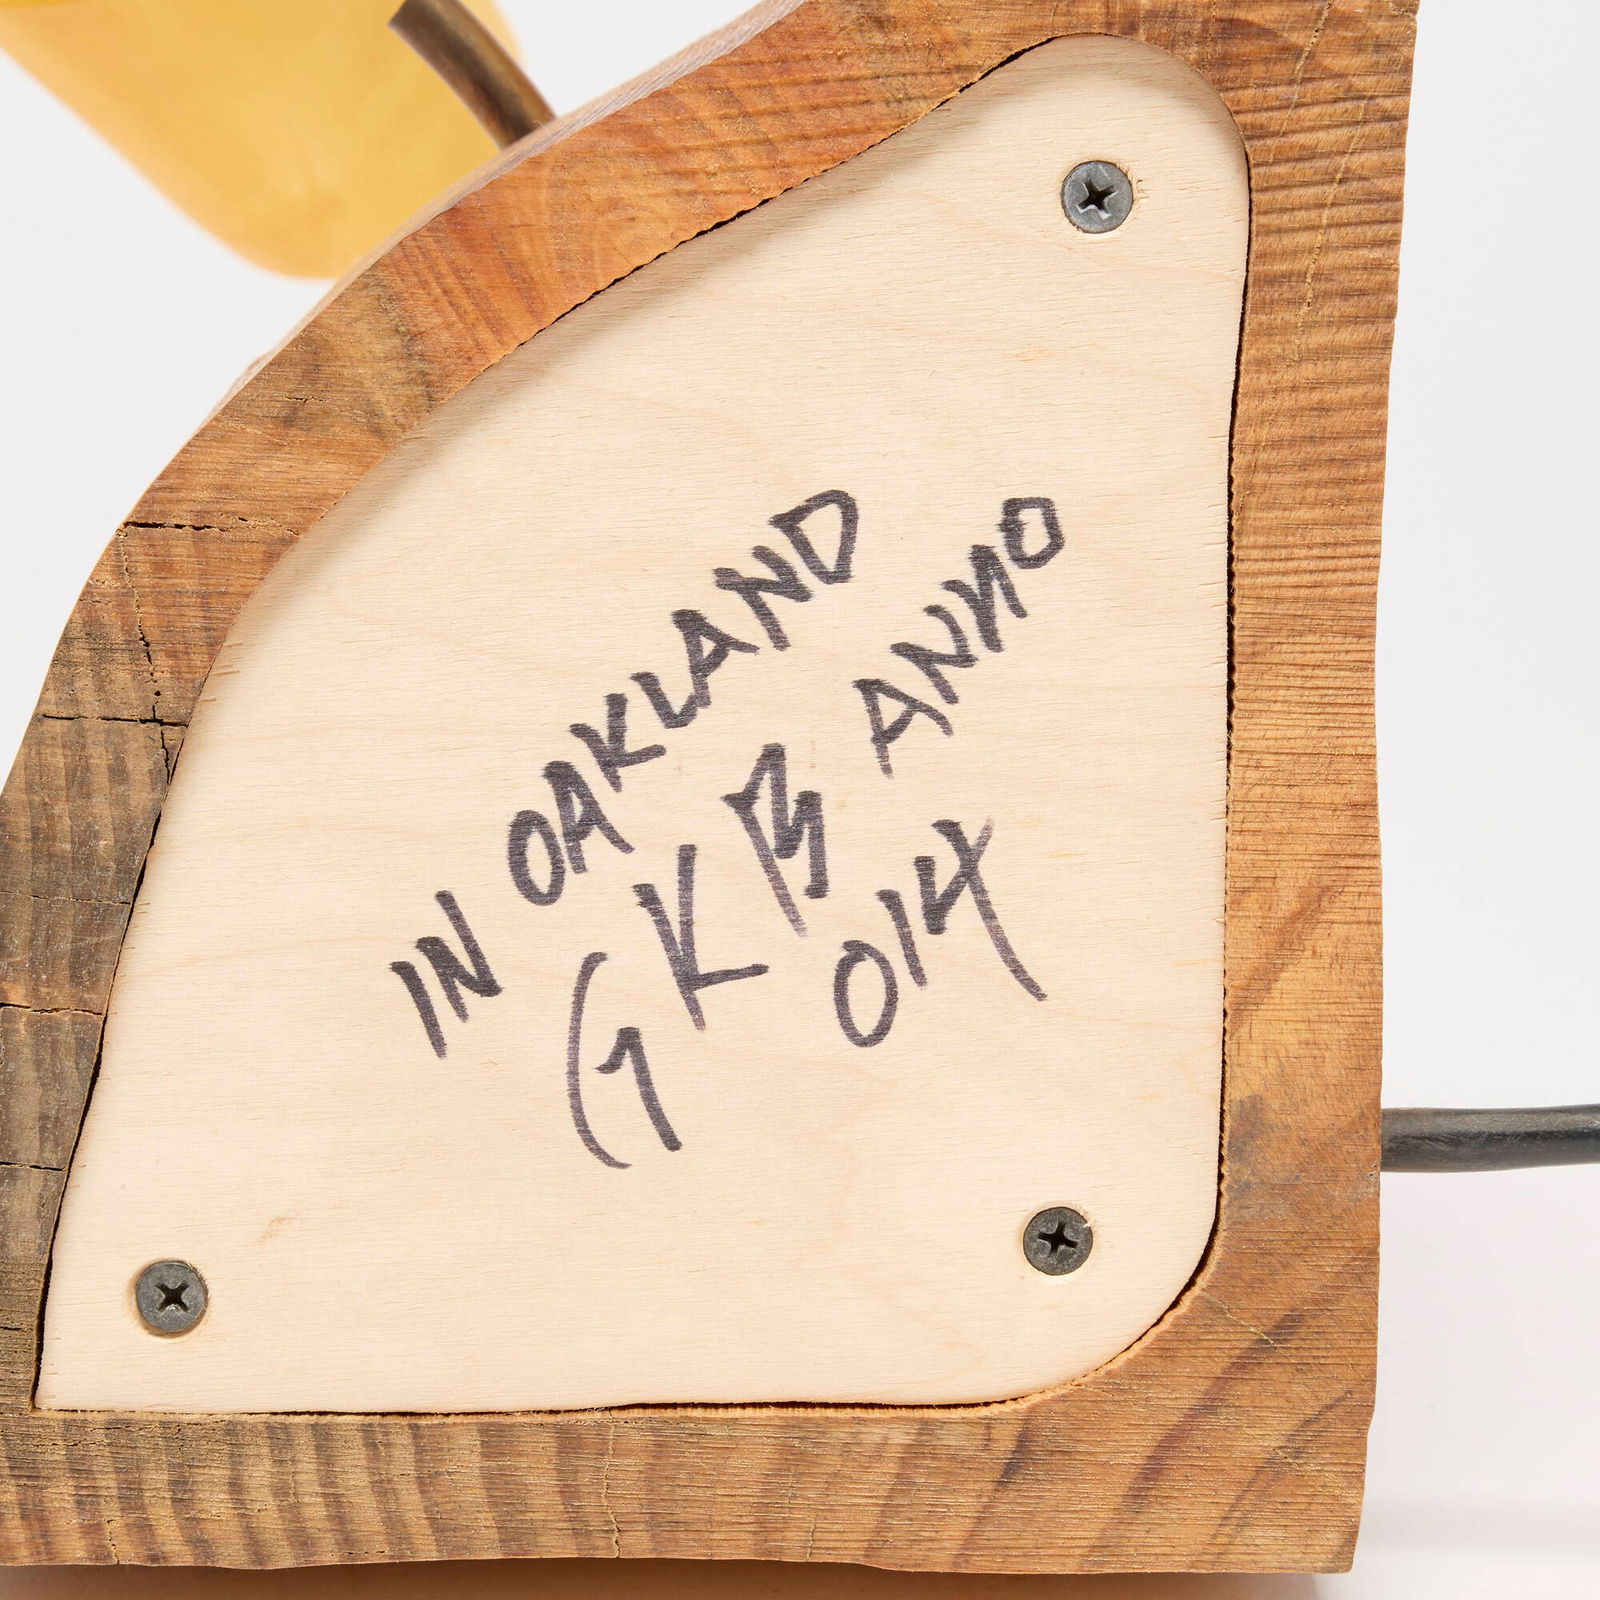 IN OAKLAND
GKB ANNO
014